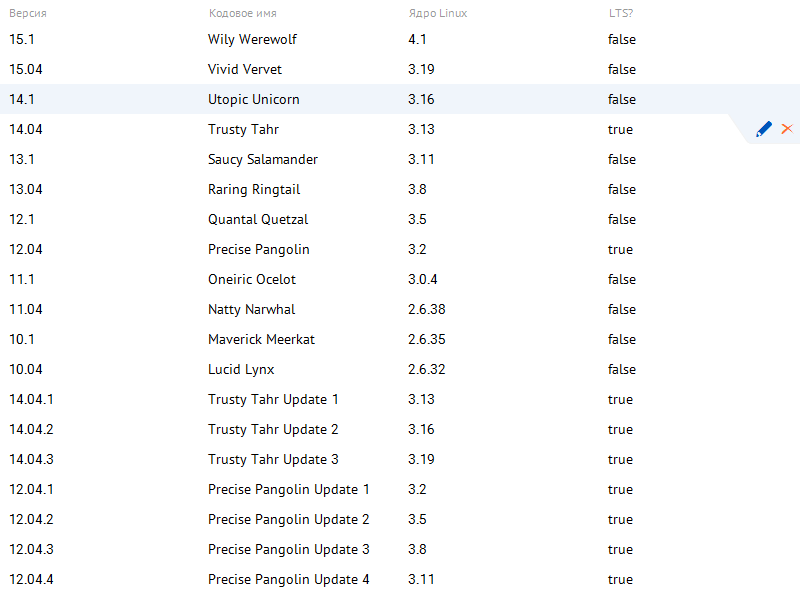 Версия Кодовое имя Ядро Linux LTS?
15.1 Wily Werewolf 4.1 false
15.04 Vivid Vervet 3.19 false
14.1 Utopic Unicorn 3.16 false
14.04 Trusty Tahr 3.13 true
13.1 Saucy Salamander 3.11 false
13.04 Raring Ringtail 3.8 false
12.1 Quantal Quetzal 3.5 false
12.04 Precise Pangolin 3.2 true
11.1 Oneiric Ocelot 3.0.4 false
11.04 Natty Narwhal 2.6.38 false
10.1 Maverick Meerkat 2.6.35 false
10.04 Lucid Lynx 2.6.32 false
14.04.1 Trusty Tahr Update 1 3.13 true
14.04.2 Trusty Tahr Update 2 3.16 true
14.04.3 Trusty Tahr Update 3 3.19 true
12.04.1 Precise Pangolin Update 1 3.2 true
12.04.2 Precise Pangolin Update 2 3.5 true
12.04.3 Precise Pangolin Update 3 3.8 true
12.04.4 Precise Pangolin Update 4 3.11 true